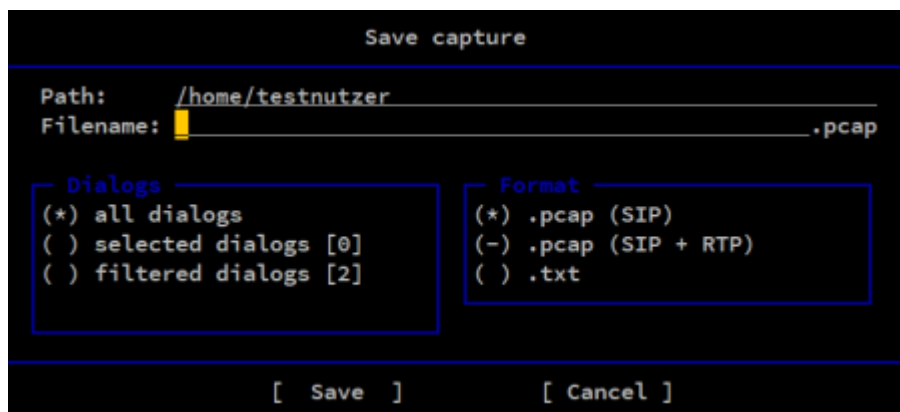 Save capture
Path: /home/testnutzer
Filename: .pcap
Dialogs
(*) all dialogs
( ) selected dialogs [0]
( ) filtered dialogs [2]
Format
(*) .pcap (SIP)
(-) .pcap (SIP + RTP)
( ) .txt
[ Save ] [ Cancel ]